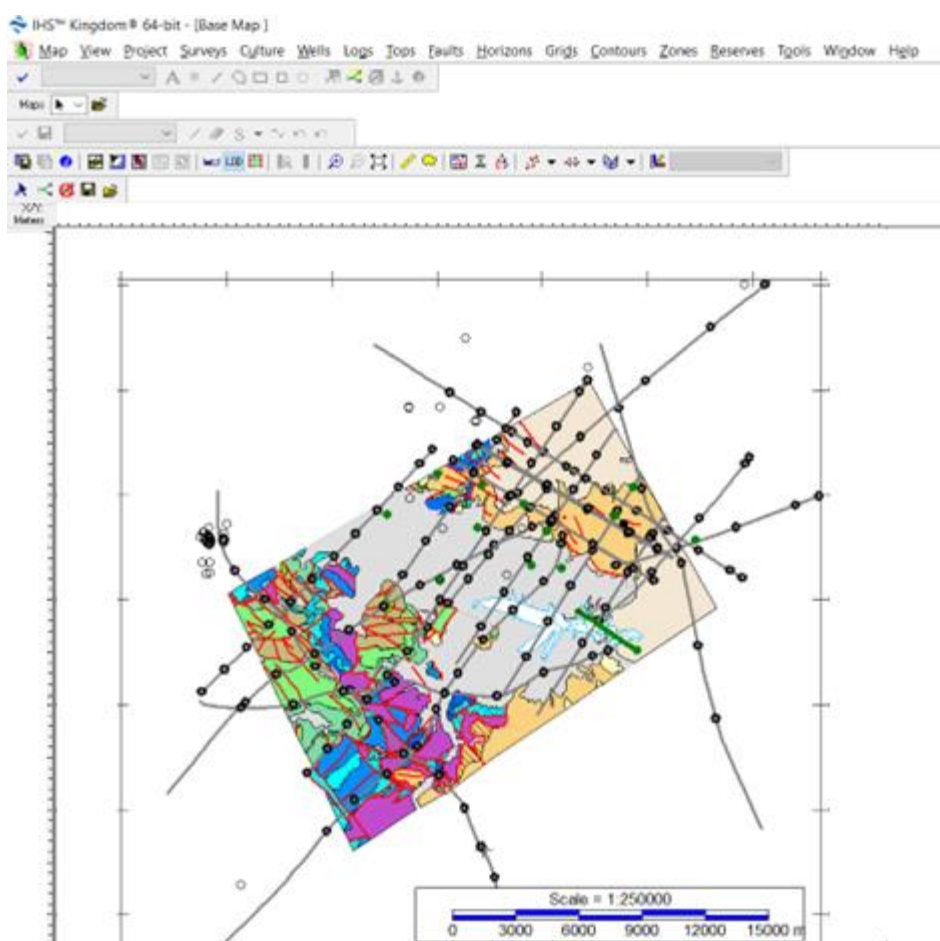 IHS™ Kingdom® 64-bit - [Base Map ]
Map View Project Surveys Culture Wells Logs Tops Faults Horizons Grids Contours Zones Reserves Tools Window Help
Maps
X/Y:
Meters
Scale = 1:250000
0 3000 6000 9000 12000 15000 m